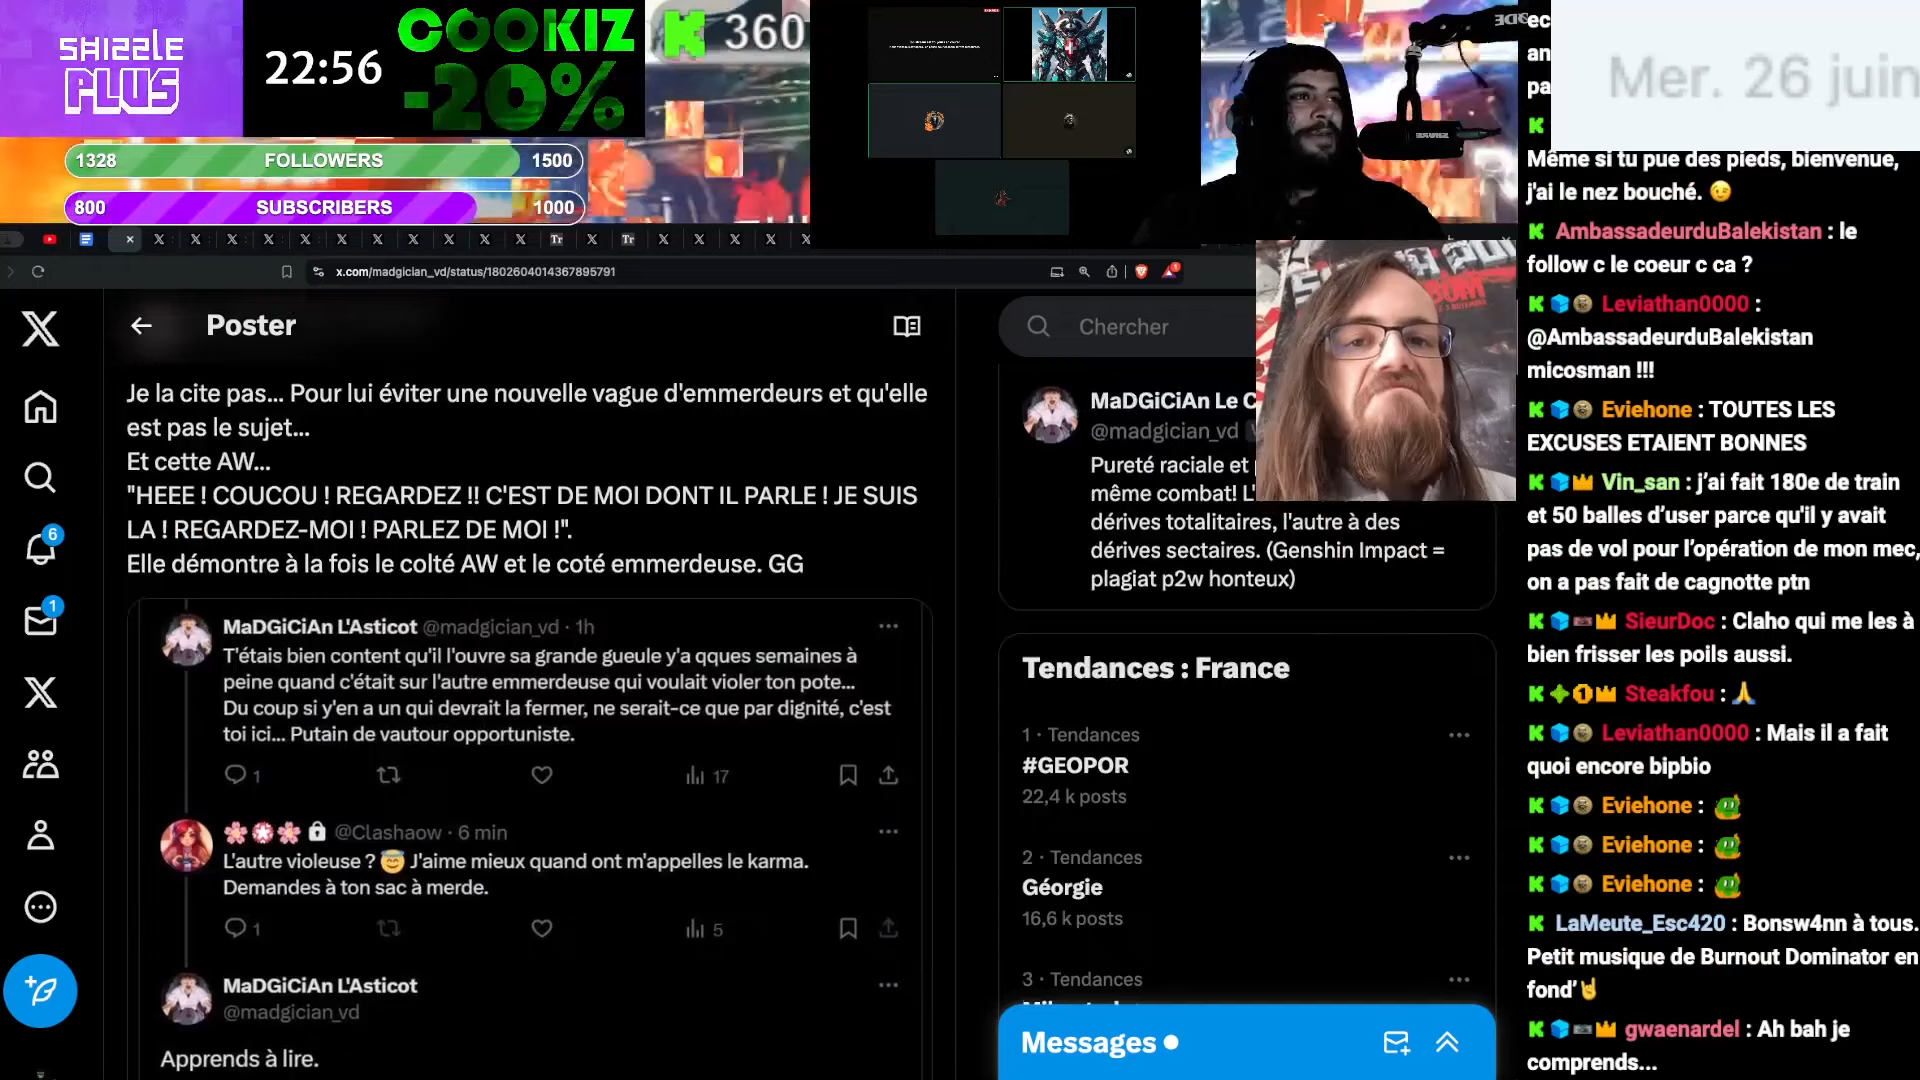 SHIZZLE
PLUS
22:56
COOKIZ
-20%
360
1328 FOLLOWERS 1500
800 SUBSCRIBERS 1000
x.com/madgician_vd/status/1802604014367895791
Poster
Je la cite pas... Pour lui éviter une nouvelle vague d'emmerdeurs et qu'elle
est pas le sujet...
Et cette AW...
"HEEE ! COUCOU ! REGARDEZ !! C'EST DE MOI DONT IL PARLE ! JE SUIS
LA ! REGARDEZ-MOI ! PARLEZ DE MOI !".
Elle démontre à la fois le colté AW et le coté emmerdeuse. GG
MaDGiCiAn L'Asticot @madgician_vd · 1h
T'étais bien content qu'il l'ouvre sa grande gueule y'a qques semaines à
peine quand c'était sur l'autre emmerdeuse qui voulait violer ton pote...
Du coup si y'en a un qui devrait la fermer, ne serait-ce que par dignité, c'est
toi ici... Putain de vautour opportuniste.
1 17
🌸💮🌸 🔒 @Clashaow · 6 min
L'autre violeuse ? 😇 J'aime mieux quand ont m'appelles le karma.
Demandes à ton sac à merde.
1 5
MaDGiCiAn L'Asticot
@madgician_vd
Apprends à lire.
6
1
Chercher
MaDGiCiAn Le C
@madgician_vd
Pureté raciale et
même combat! L'
dérives totalitaires, l'autre à des
dérives sectaires. (Genshin Impact =
plagiat p2w honteux)
Tendances : France
1 · Tendances
#GEOPOR
22,4 k posts
2 · Tendances
Géorgie
16,6 k posts
3 · Tendances
Messages
Mer. 26 juin
ec
an
pa
Même si tu pue des pieds, bienvenue,
j'ai le nez bouché. 😉
AmbassadeurduBalekistan : le
follow c le coeur c ca ?
Leviathan0000 :
@AmbassadeurduBalekistan
micosman !!!
Eviehone : TOUTES LES
EXCUSES ETAIENT BONNES
Vin_san : j'ai fait 180e de train
et 50 balles d'user parce qu'il y avait
pas de vol pour l'opération de mon mec,
on a pas fait de cagnotte ptn
SieurDoc : Claho qui me les à
bien frisser les poils aussi.
Steakfou : 🙏
Leviathan0000 : Mais il a fait
quoi encore bipbio
Eviehone :
Eviehone :
Eviehone :
LaMeute_Esc420 : Bonsw4nn à tous.
Petit musique de Burnout Dominator en
fond'🤘
gwaenardel : Ah bah je
comprends...